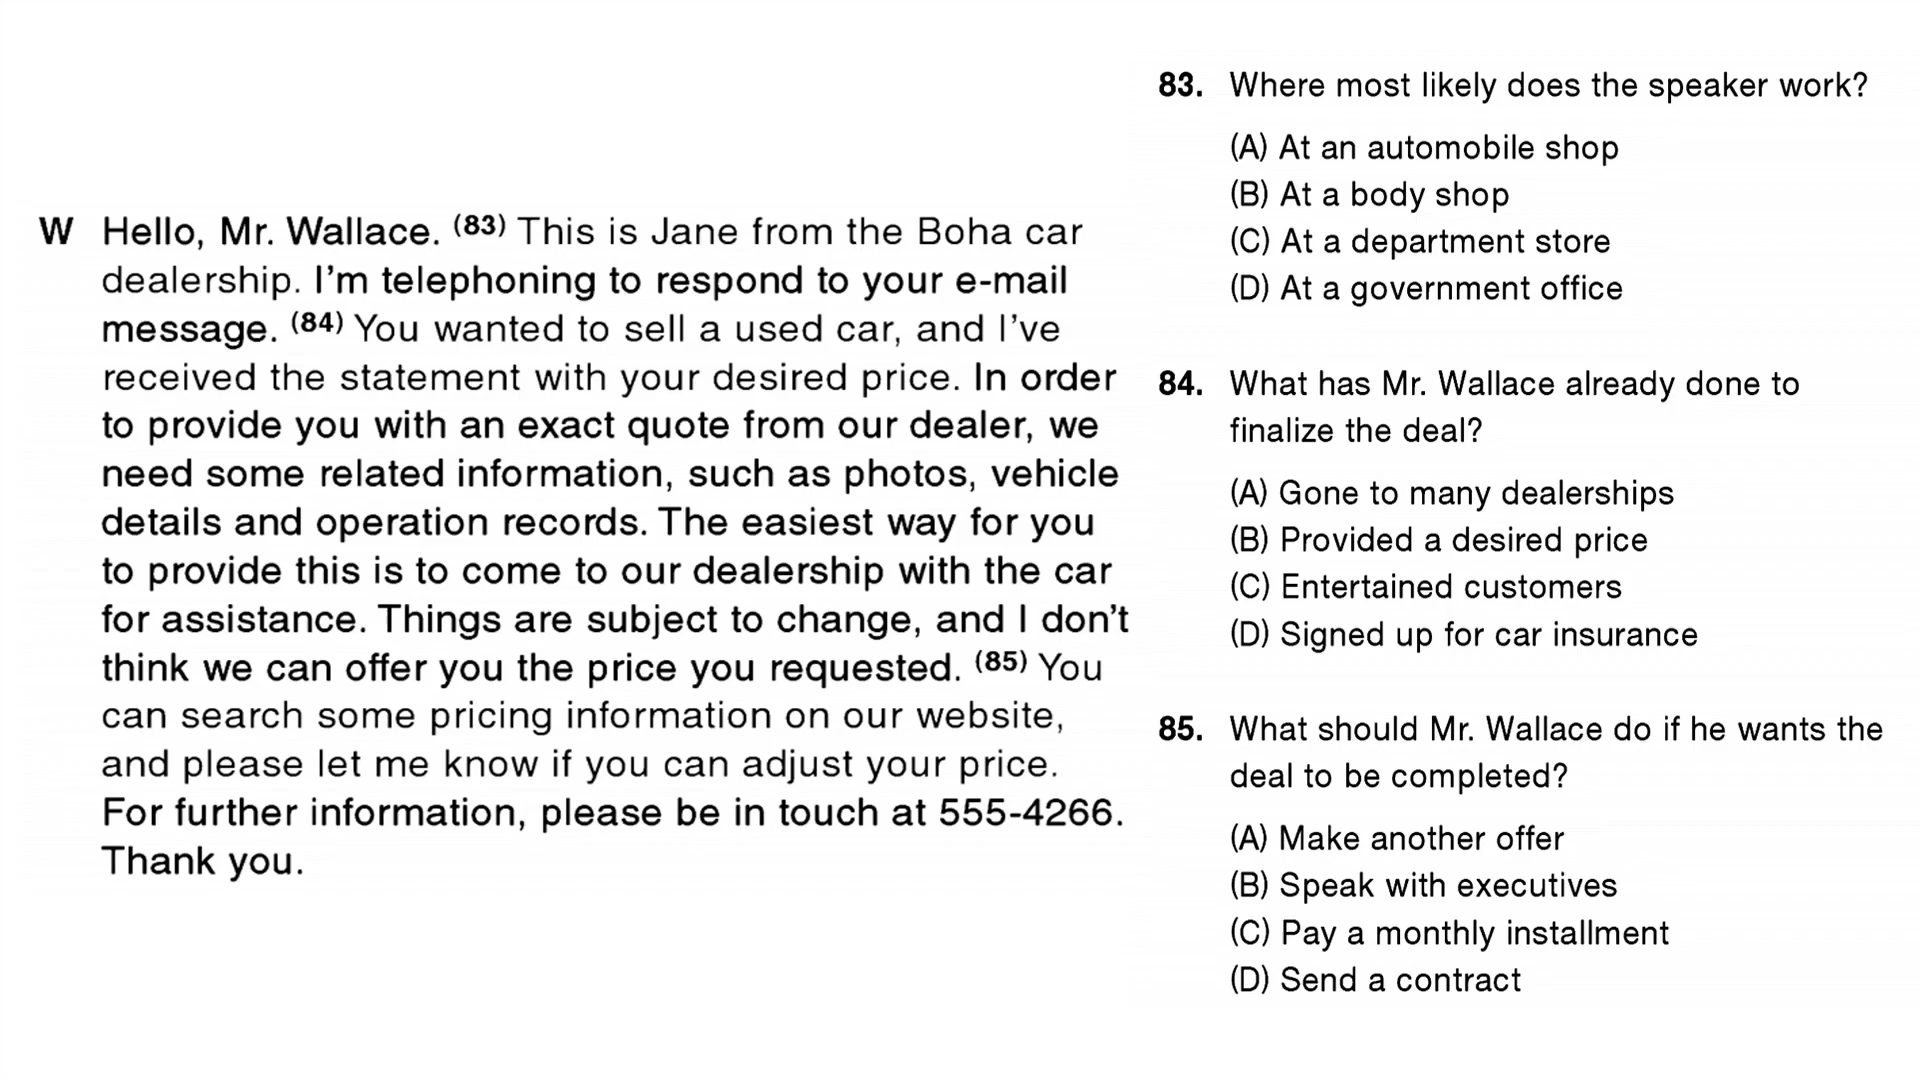 W Hello, Mr. Wallace. (83) This is Jane from the Boha car
dealership. I'm telephoning to respond to your e-mail
message. (84) You wanted to sell a used car, and I've
received the statement with your desired price. In order
to provide you with an exact quote from our dealer, we
need some related information, such as photos, vehicle
details and operation records. The easiest way for you
to provide this is to come to our dealership with the car
for assistance. Things are subject to change, and I don't
think we can offer you the price you requested. (85) You
can search some pricing information on our website,
and please let me know if you can adjust your price.
For further information, please be in touch at 555-4266.
Thank you.
83. Where most likely does the speaker work?
(A) At an automobile shop
(B) At a body shop
(C) At a department store
(D) At a government office
84. What has Mr. Wallace already done to
finalize the deal?
(A) Gone to many dealerships
(B) Provided a desired price
(C) Entertained customers
(D) Signed up for car insurance
85. What should Mr. Wallace do if he wants the
deal to be completed?
(A) Make another offer
(B) Speak with executives
(C) Pay a monthly installment
(D) Send a contract